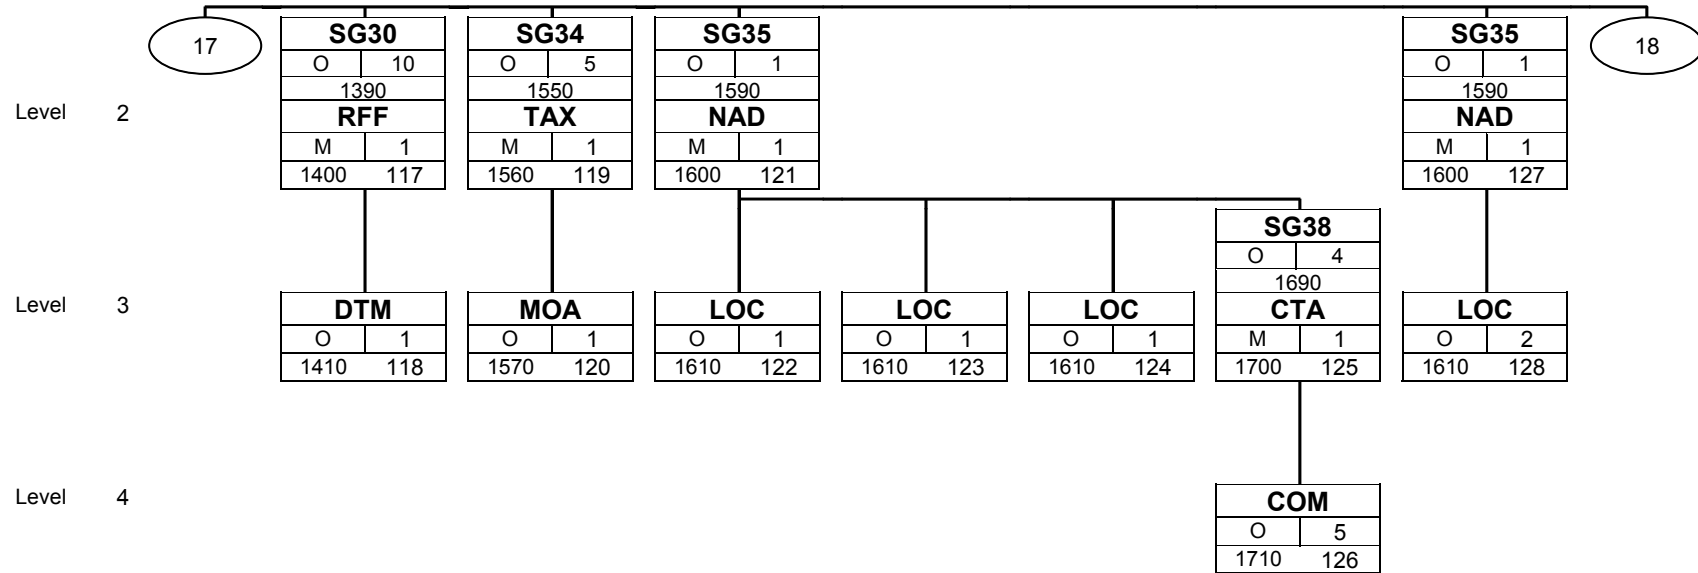 17 SG30 SG34 SG35 SG35 18
O 10 O 5 O 1 O 1
1390 1550 1590 1590
Level 2 RFF TAX NAD NAD
M 1 M 1 M 1 M 1
1400 117 1560 119 1600 121 1600 127
SG38
O 4
1690
Level 3 DTM MOA LOC LOC LOC CTA LOC
O 1 O 1 O 1 O 1 O 1 M 1 O 2
1410 118 1570 120 1610 122 1610 123 1610 124 1700 125 1610 128
Level 4 COM
O 5
1710 126